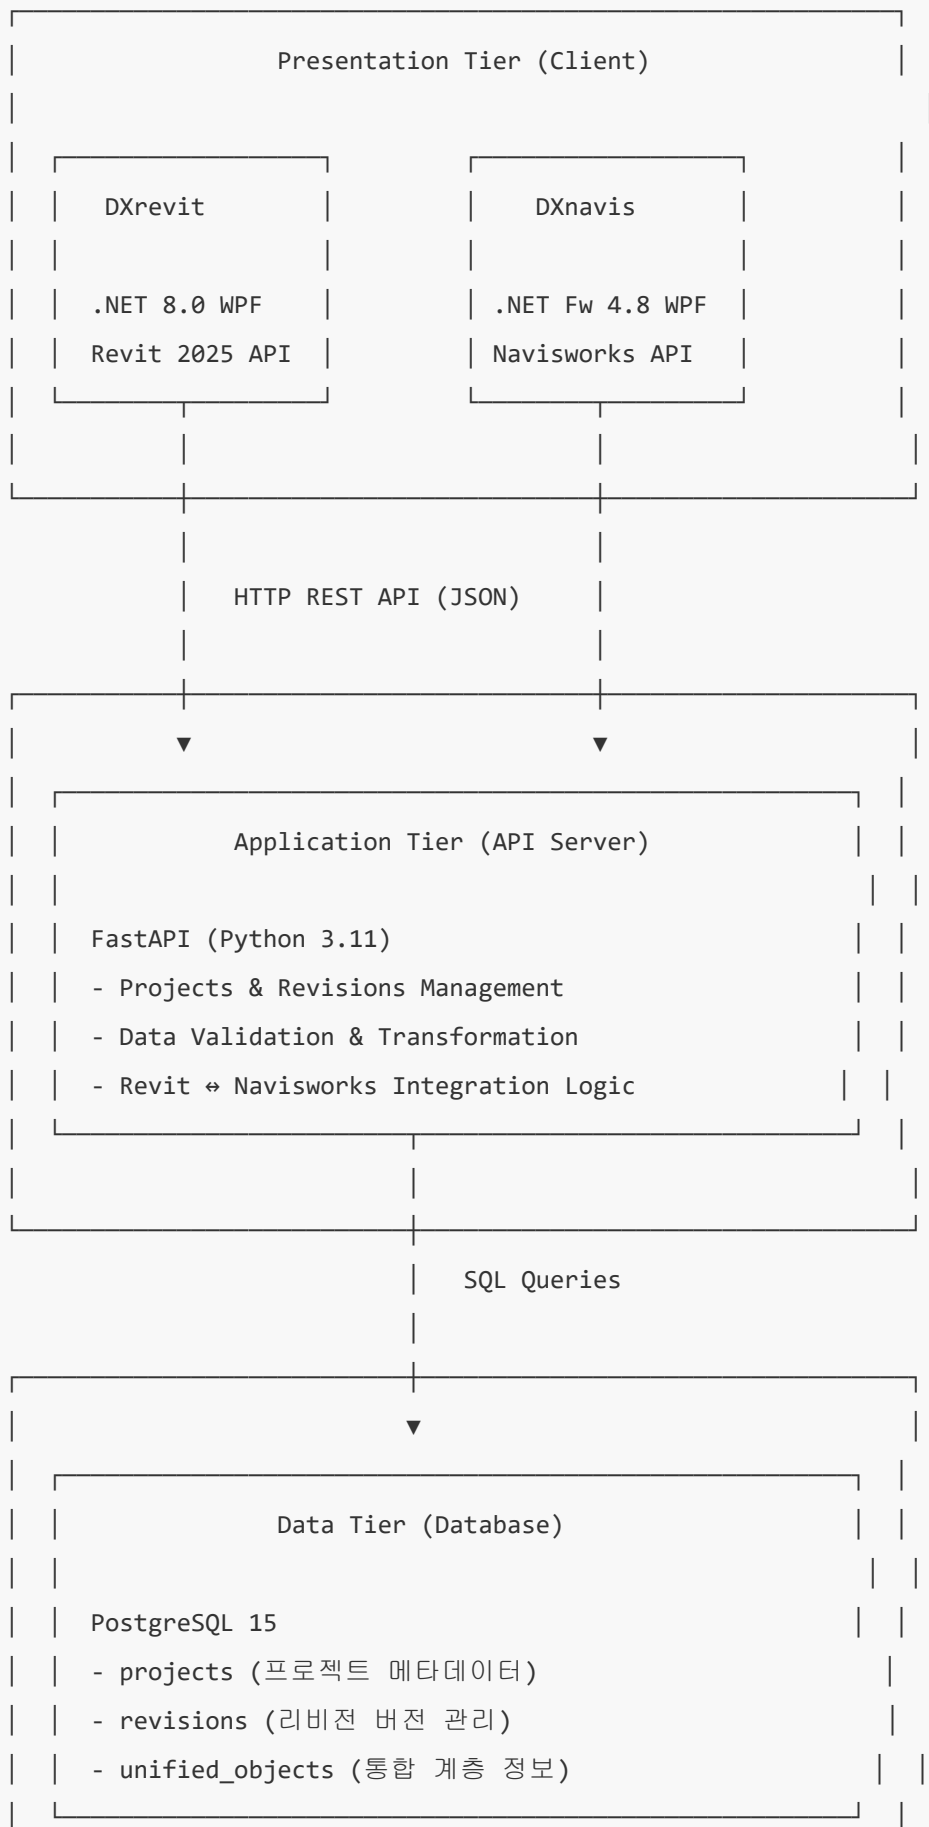 Presentation Tier (Client)
DXrevit DXnavis
.NET 8.0 WPF .NET Fw 4.8 WPF
Revit 2025 API Navisworks API
HTTP REST API (JSON)
Application Tier (API Server)
FastAPI (Python 3.11)
- Projects & Revisions Management
- Data Validation & Transformation
- Revit ↔ Navisworks Integration Logic
SQL Queries
Data Tier (Database)
PostgreSQL 15
- projects (프로젝트 메타데이터)
- revisions (리비전 버전 관리)
- unified_objects (통합 계층 정보)